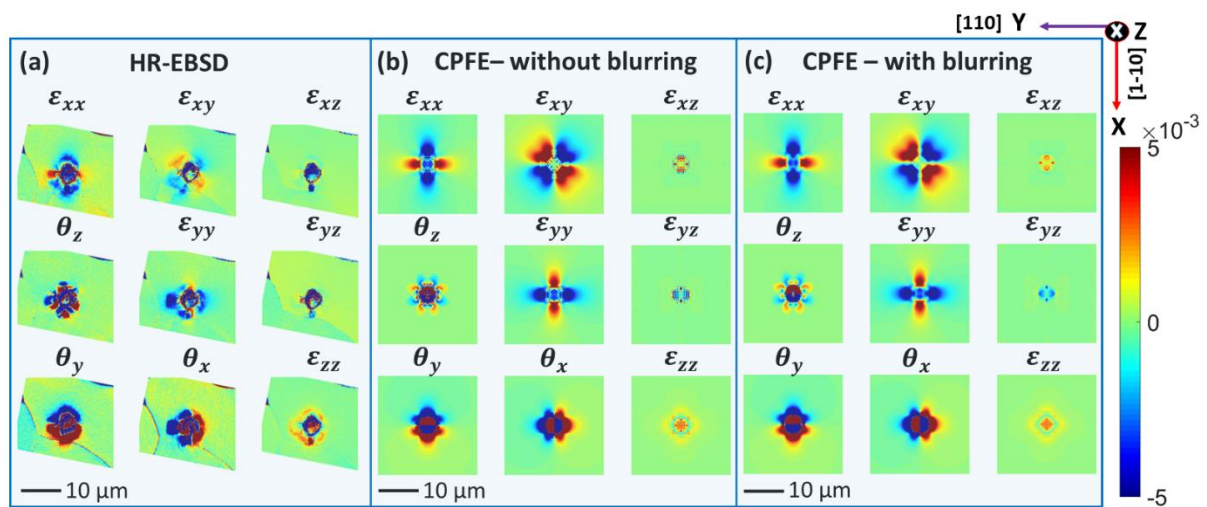 [110] Y Z
[1-10]
X
(a) HR-EBSD
(b) CPFE– without blurring
(c) CPFE – with blurring
εxx εxy εxz
εxx εxy εxz
εxx εxy εxz
θz εyy εyz
θz εyy εyz
θz εyy εyz
θy θx εzz
θy θx εzz
θy θx εzz
10 μm
10 μm
10 μm
×10⁻³
5
0
-5